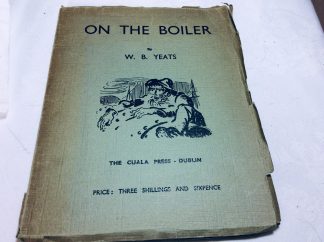 ON THE BOILER
By
W. B. YEATS
THE CUALA PRESS - DUBLIN
PRICE: THREE SHILLINGS AND SIXPENCE